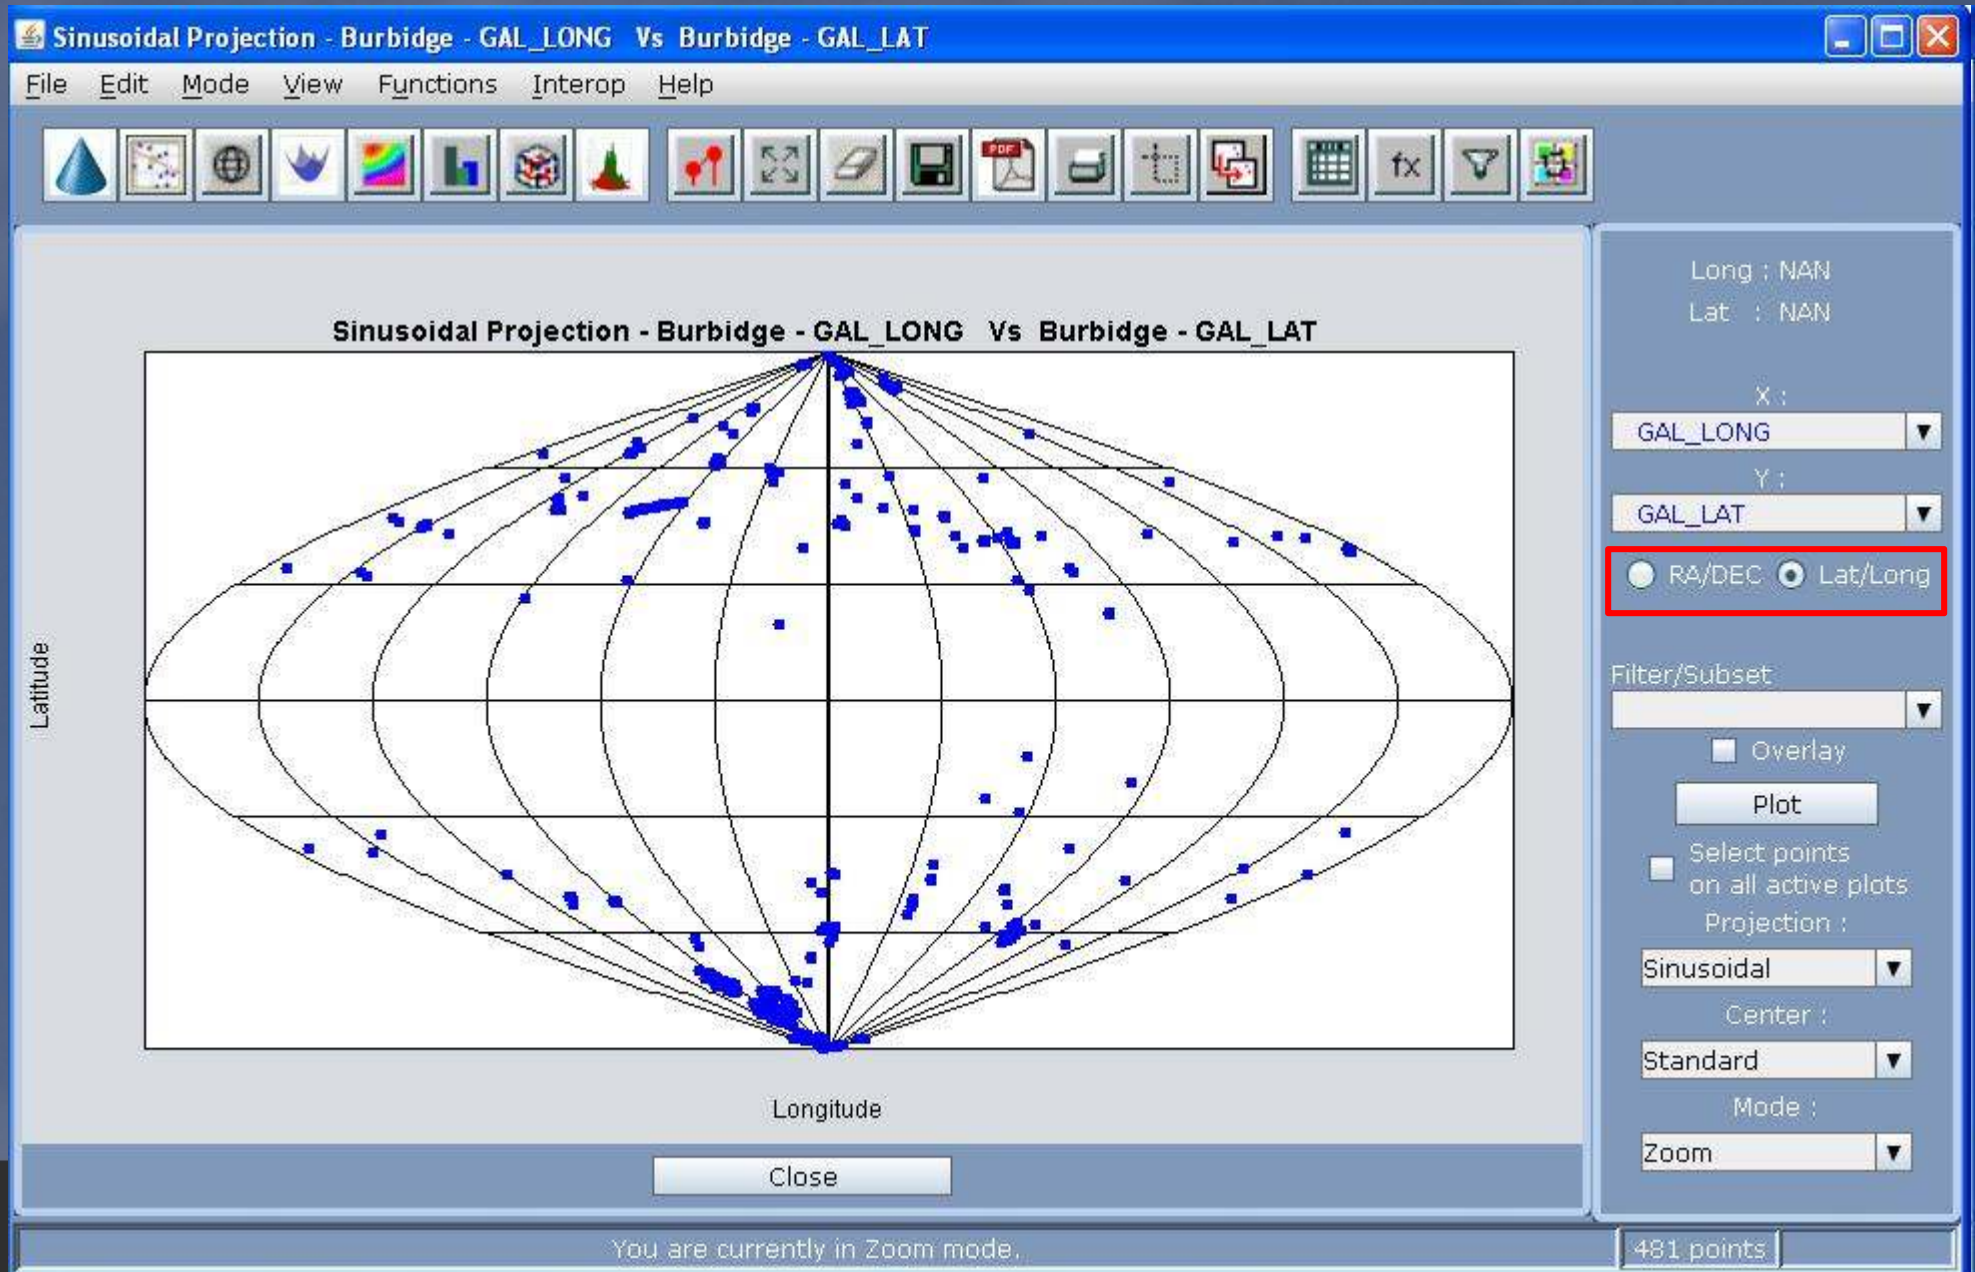 Sinusoidal Projection - Burbidge - GAL_LONG   Vs  Burbidge - GAL_LAT
File Edit Mode View Functions Interop Help
PDF
fx
Sinusoidal Projection - Burbidge - GAL_LONG   Vs  Burbidge - GAL_LAT
Latitude
Longitude
Close
Long : NAN
Lat : NAN
X :
GAL_LONG
Y :
GAL_LAT
RA/DEC Lat/Long
Filter/Subset
Overlay
Plot
Select points
on all active plots
Projection :
Sinusoidal
Center :
Standard
Mode :
Zoom
You are currently in Zoom mode.
481 points